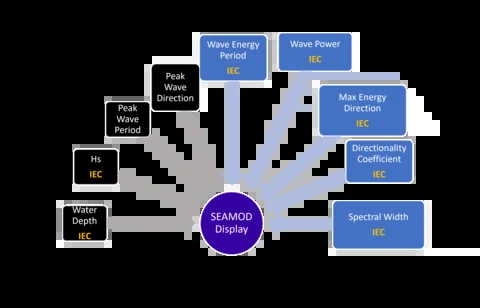 Wave Energy
Period
IEC
Wave Power
IEC
Peak
Wave
Direction
Max Energy
Direction
IEC
Peak
Wave
Period
Directionality
Coefficient
IEC
Hs
IEC
Water
Depth
IEC
SEAMOD
Display
Spectral Width
IEC